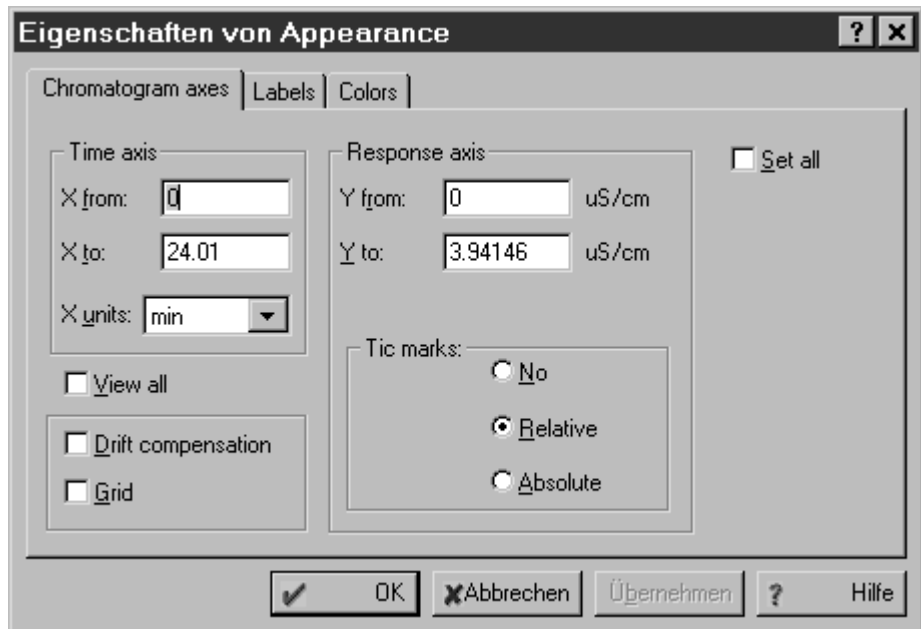 Eigenschaften von Appearance
Chromatogram axes Labels Colors
Time axis
X from: 0
X to: 24.01
X units: min
View all
Drift compensation
Grid
Response axis
Y from: 0 uS/cm
Y to: 3.94146 uS/cm
Tic marks:
No
Relative
Absolute
Set all
OK Abbrechen Übernehmen ? Hilfe